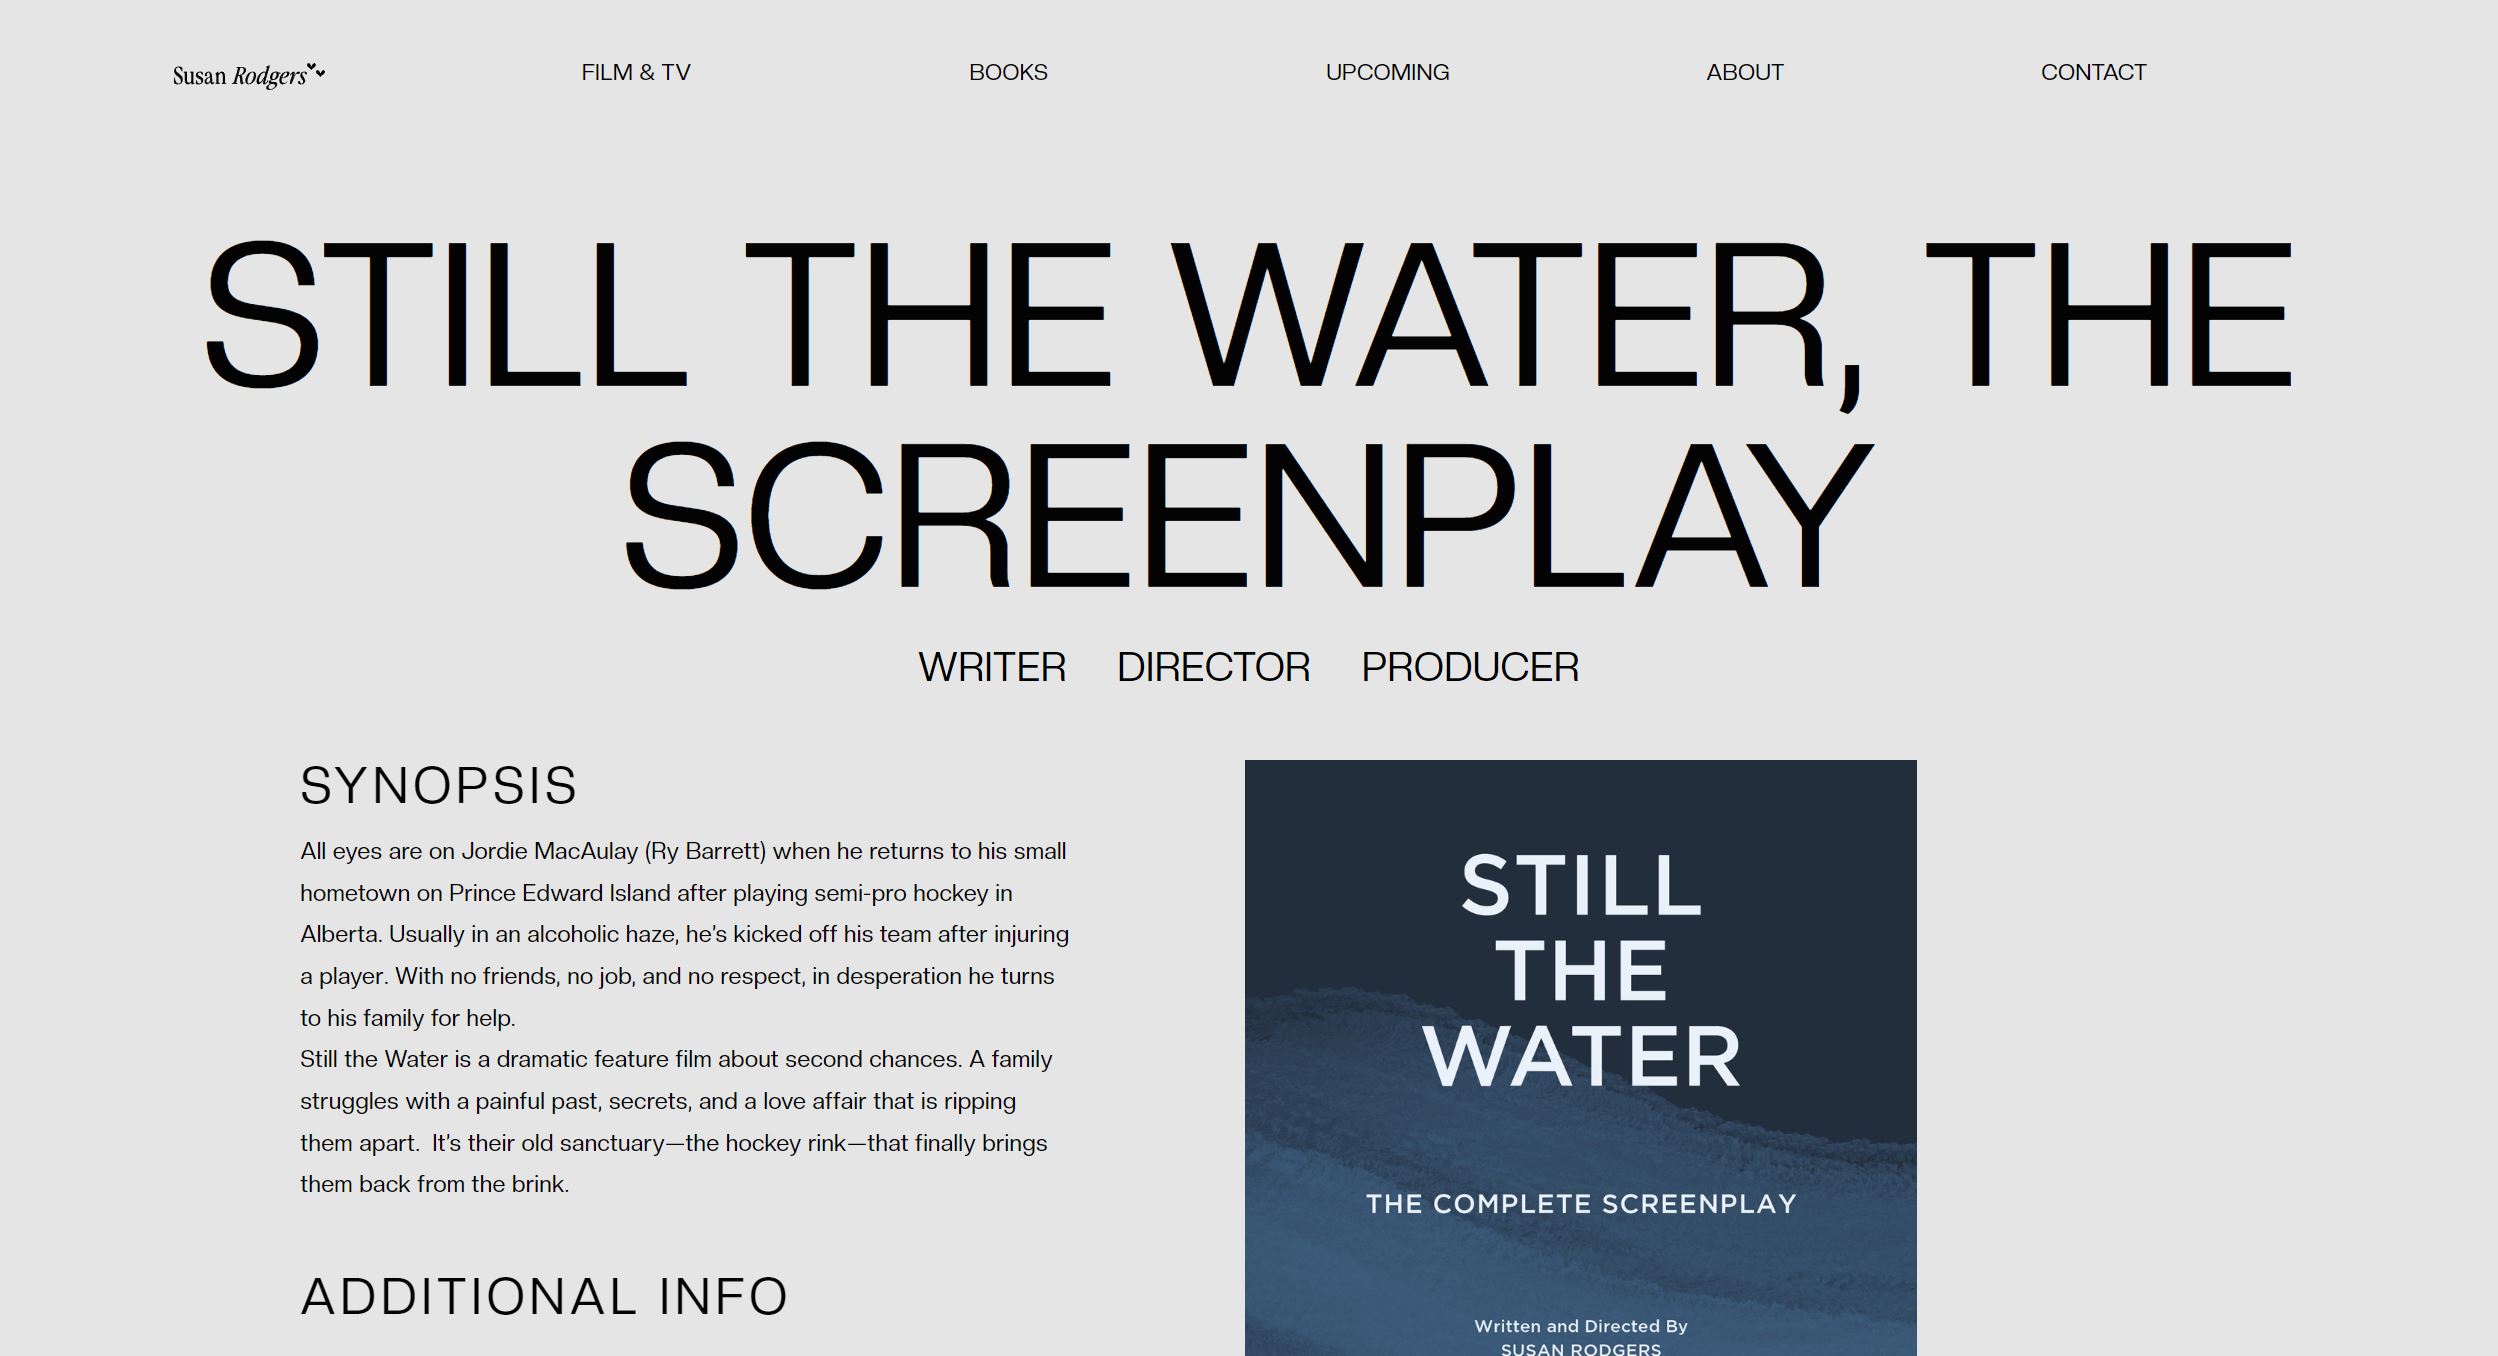 Susan Rodgers
FILM & TV
BOOKS
UPCOMING
ABOUT
CONTACT
STILL THE WATER, THE
SCREENPLAY
WRITER DIRECTOR PRODUCER
SYNOPSIS
All eyes are on Jordie MacAulay (Ry Barrett) when he returns to his small
hometown on Prince Edward Island after playing semi-pro hockey in
Alberta. Usually in an alcoholic haze, he’s kicked off his team after injuring
a player. With no friends, no job, and no respect, in desperation he turns
to his family for help.
Still the Water is a dramatic feature film about second chances. A family
struggles with a painful past, secrets, and a love affair that is ripping
them apart.  It’s their old sanctuary—the hockey rink—that finally brings
them back from the brink.
ADDITIONAL INFO
STILL
THE
WATER
THE COMPLETE SCREENPLAY
Written and Directed By
SUSAN RODGERS